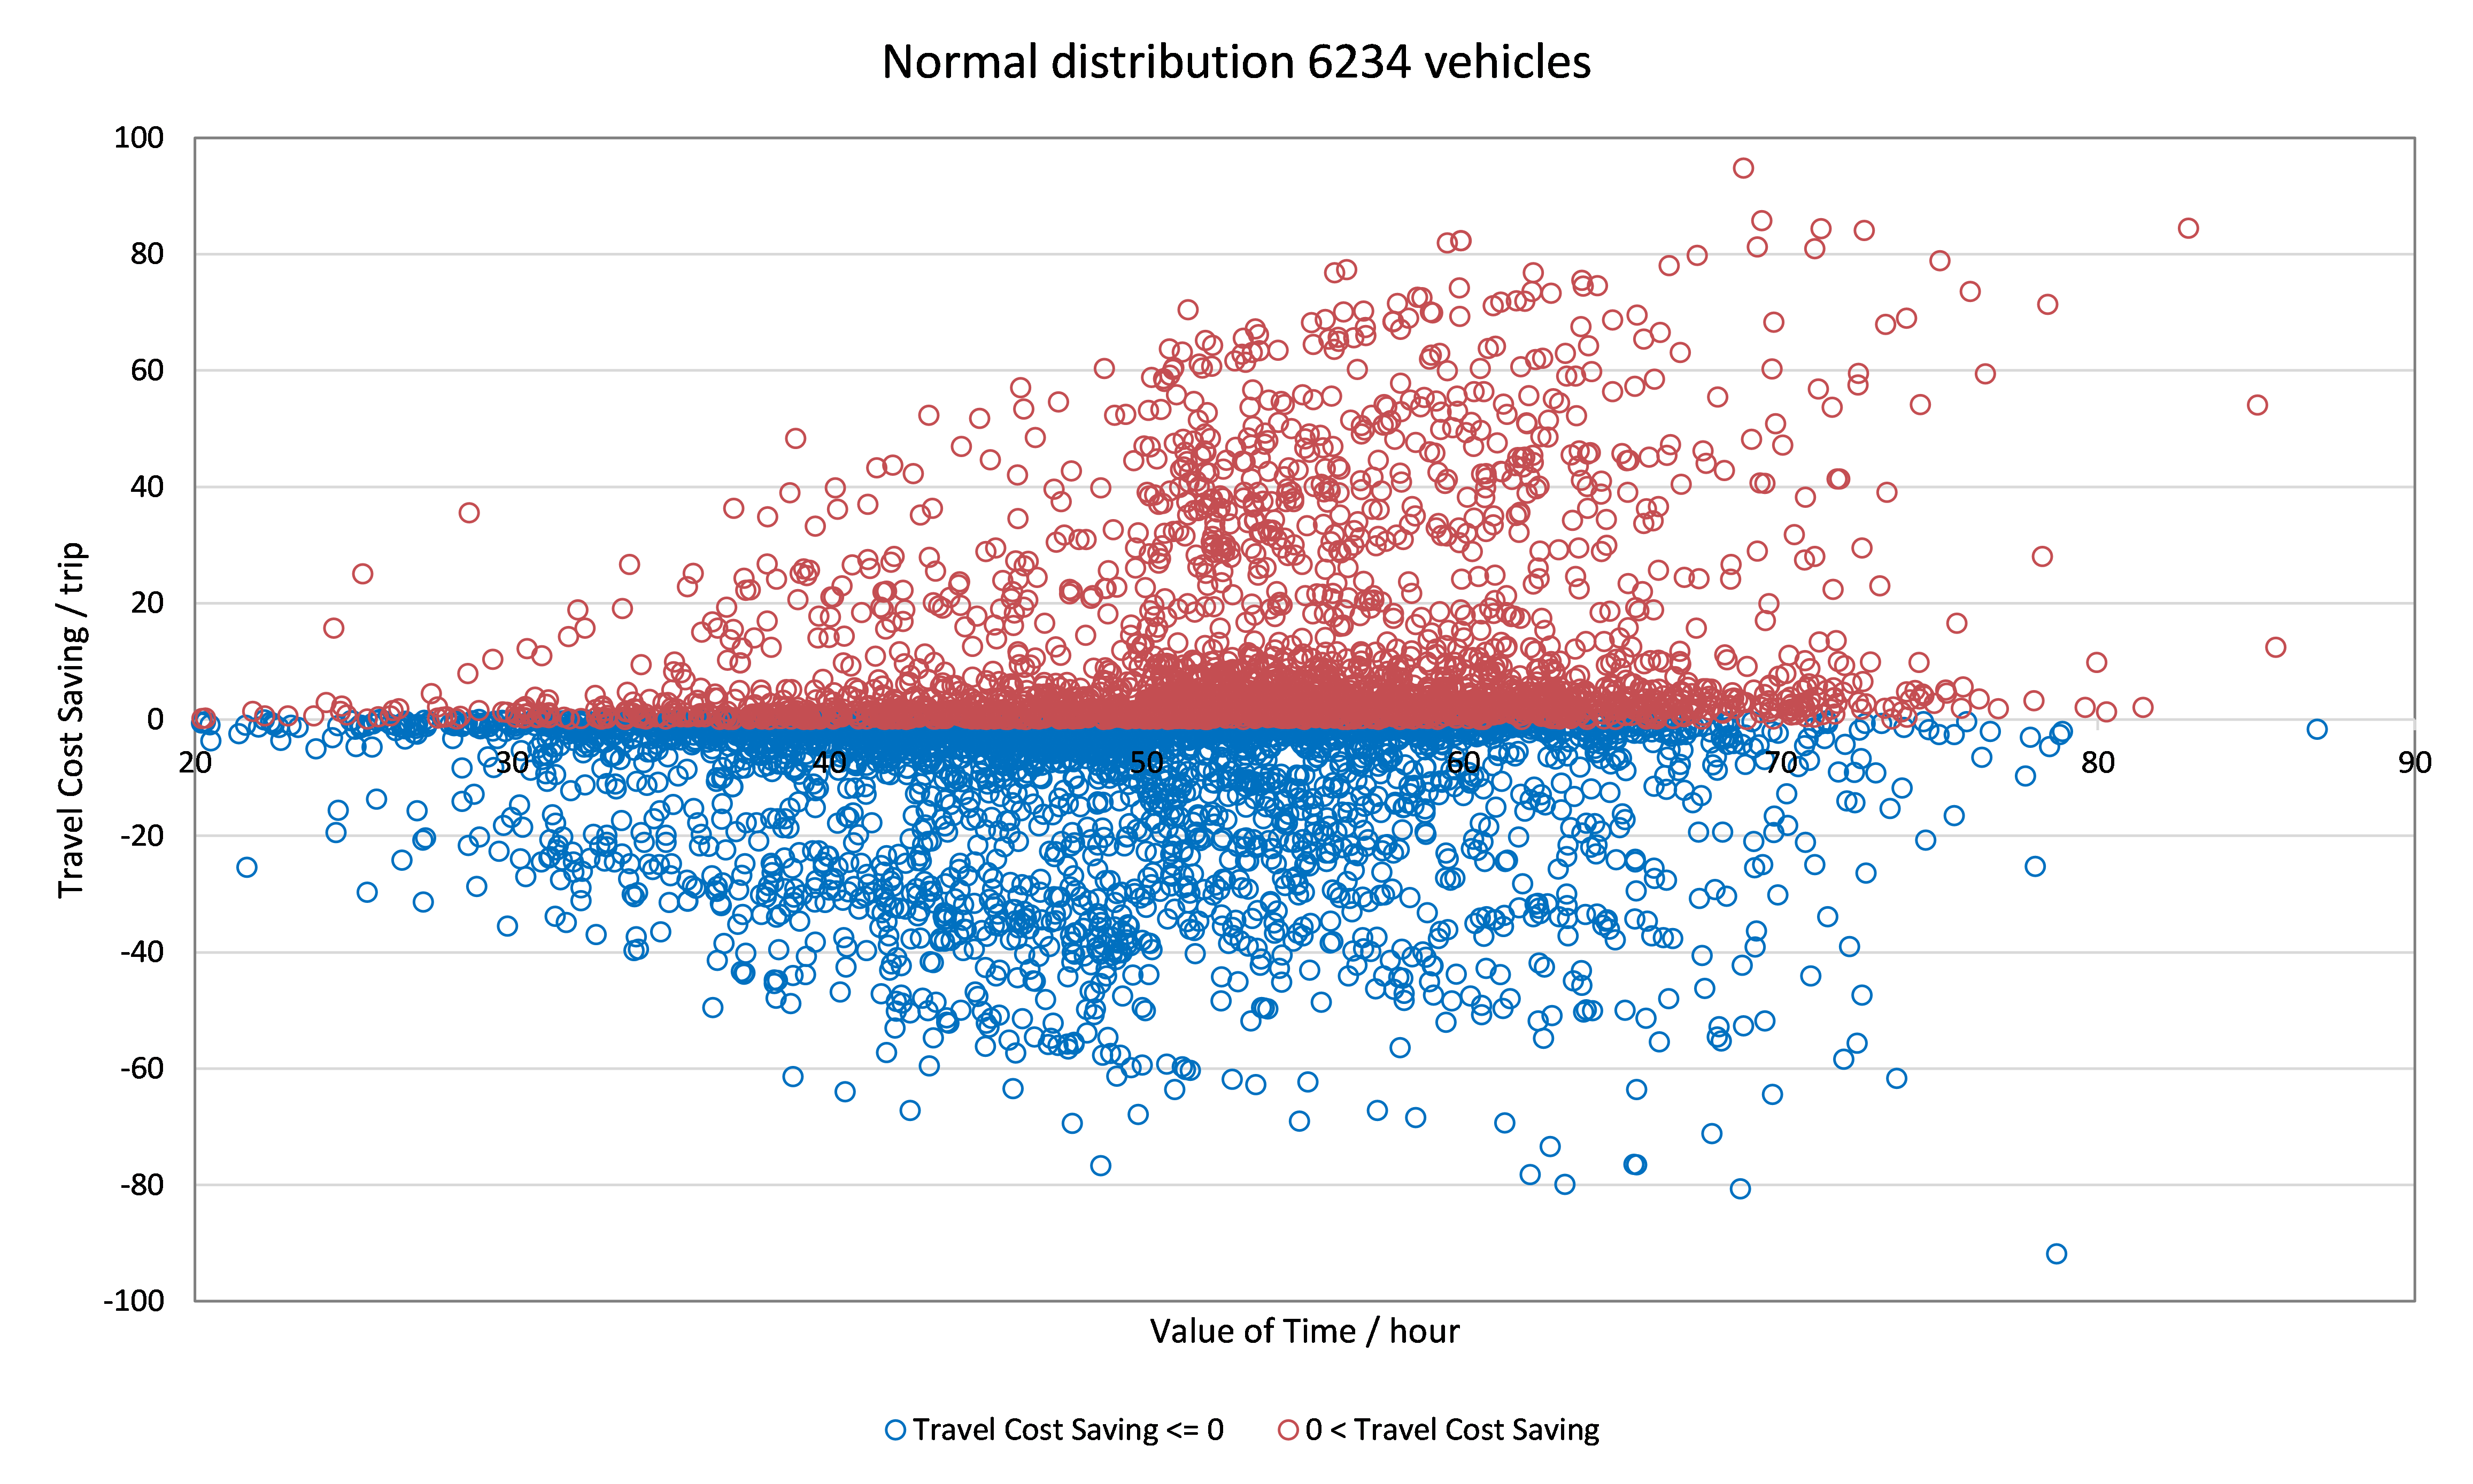 Normal distribution 6234 vehicles
100
80
60
40
20
0
-20
-40
-60
-80
-100
Travel Cost Saving / trip
20 30 40 50 60 70 80 90
Value of Time / hour
Travel Cost Saving <= 0 0 < Travel Cost Saving